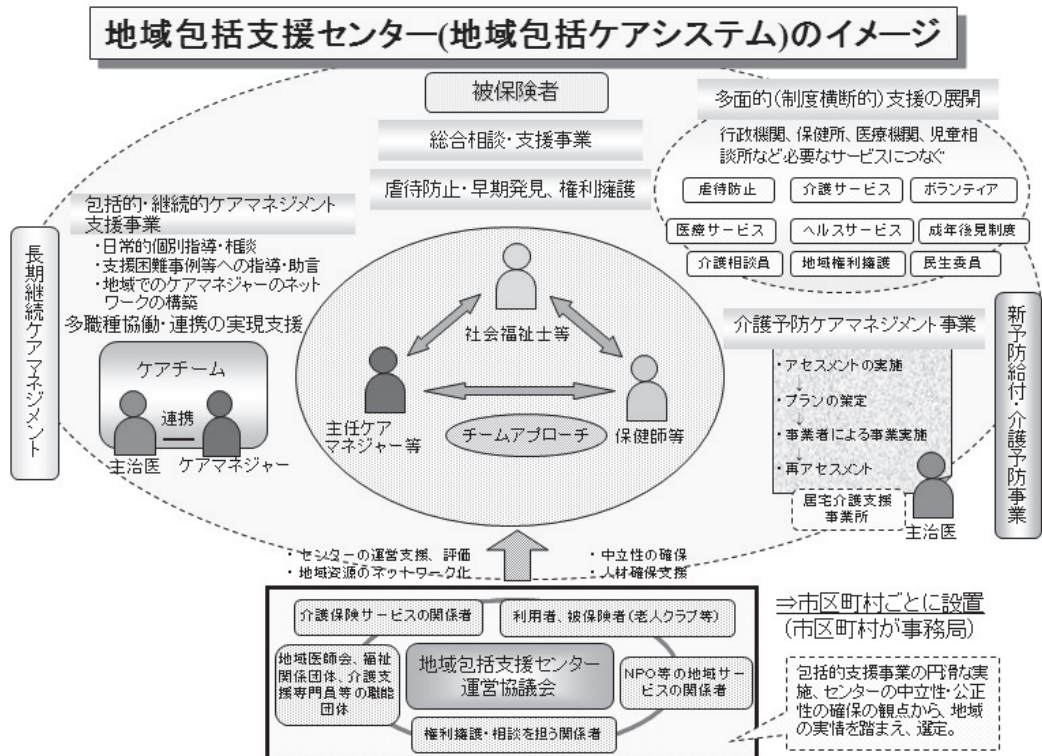 地域包括支援センター(地域包括ケアシステム)のイメージ
被保険者
総合相談・支援事業
虐待防止・早期発見、権利擁護
多面的(制度横断的)支援の展開
行政機関、保健所、医療機関、児童相
談所など必要なサービスにつなぐ
虐待防止
介護サービス
ボランティア
医療サービス
ヘルスサービス
成年後見制度
介護相談員
地域権利擁護
民生委員
長期継続ケアマネジメント
包括的・継続的ケアマネジメント
支援事業
・日常的個別指導・相談
・支援困難事例等への指導・助言
・地域でのケアマネジャーのネット
ワークの構築
多職種協働・連携の実現支援
ケアチーム
連携
主治医
ケアマネジャー
社会福祉士等
主任ケア
マネジャー等
チームアプローチ
保健師等
新予防給付・介護予防事業
介護予防ケアマネジメント事業
・アセスメントの実施
↓
・プランの策定
↓
・事業者による事業実施
↓
・再アセスメント
居宅介護支援
事業所
主治医
・センターの運営支援、評価
・地域資源のネットワーク化
・中立性の確保
・人材確保支援
介護保険サービスの関係者
利用者、被保険者(老人クラブ等)
地域医師会、福祉
関係団体、介護支
援専門員等の職能
団体
地域包括支援センター
運営協議会
NPO等の地域サー
ビスの関係者
権利擁護・相談を担う関係者
⇒市区町村ごとに設置
(市区町村が事務局)
包括的支援事業の円滑な実
施、センターの中立性・公正
性の確保の観点から、地域
の実情を踏まえ、選定。